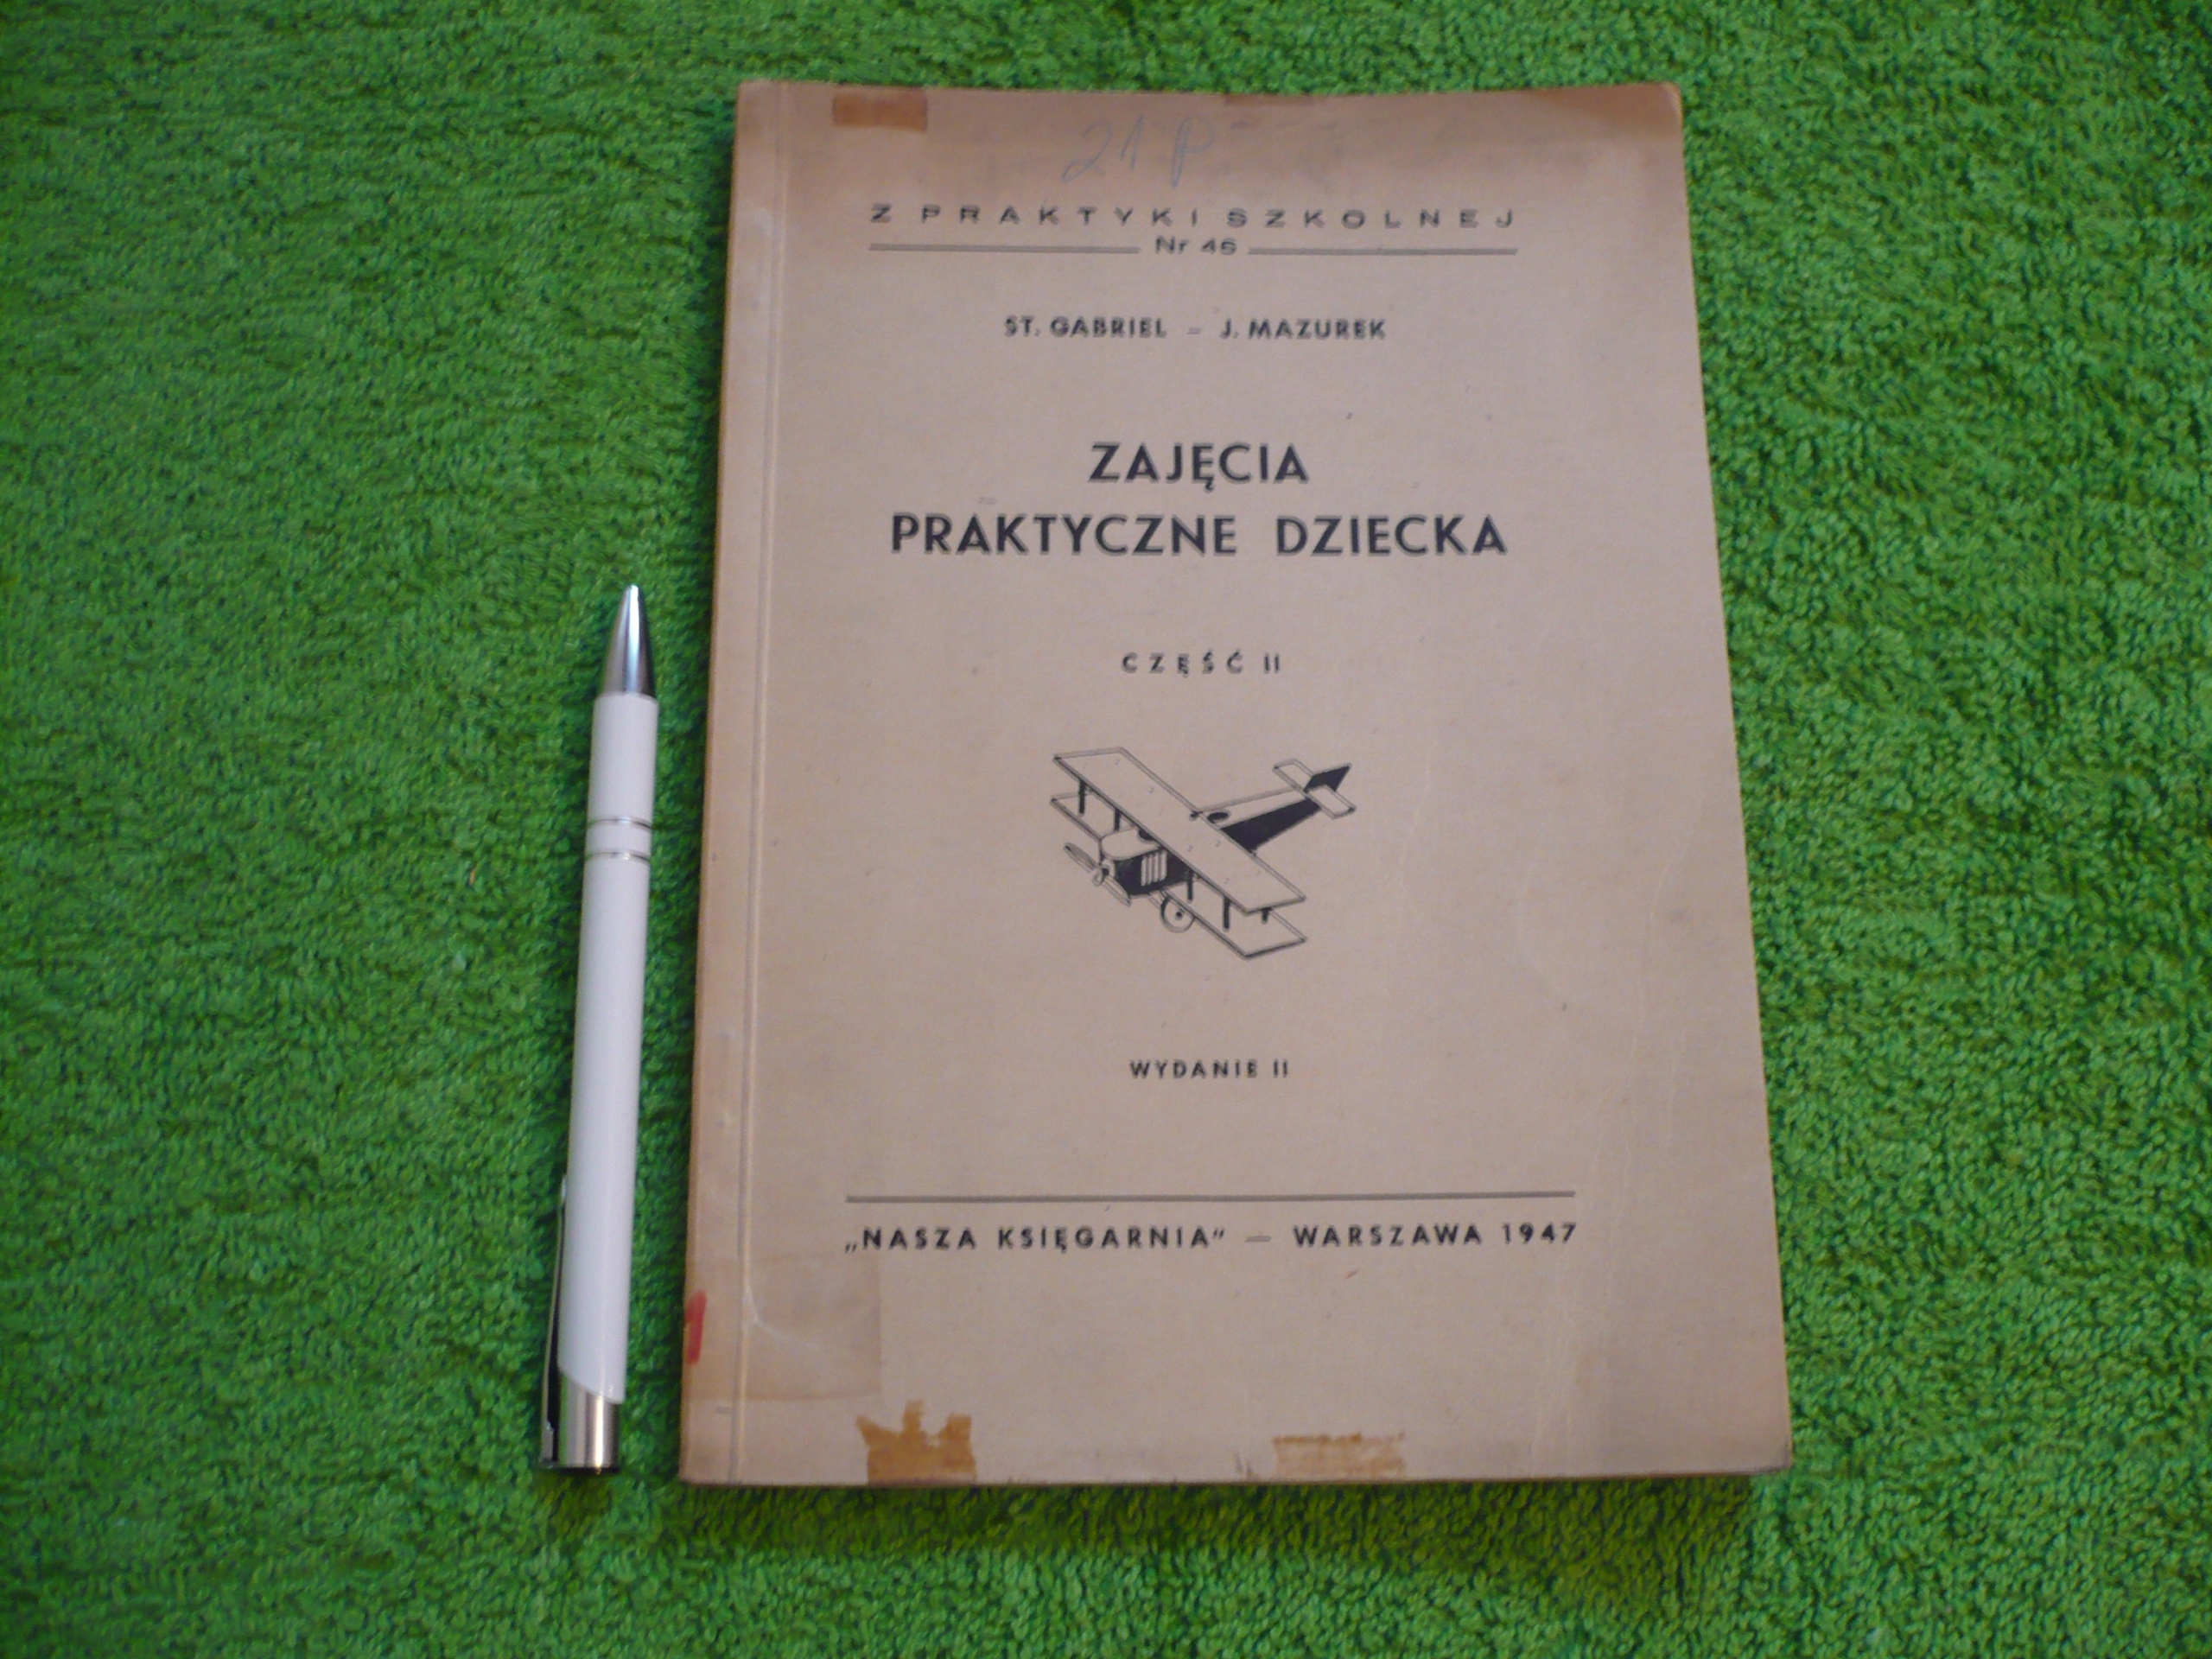 21 p
Z PRAKTYKI SZKOLNEJ
Nr 46
ST. GABRIEL - J. MAZUREK
ZAJĘCIA
PRAKTYCZNE DZIECKA
CZĘŚĆ II
WYDANIE II
„NASZA KSIĘGARNIA” — WARSZAWA 1947